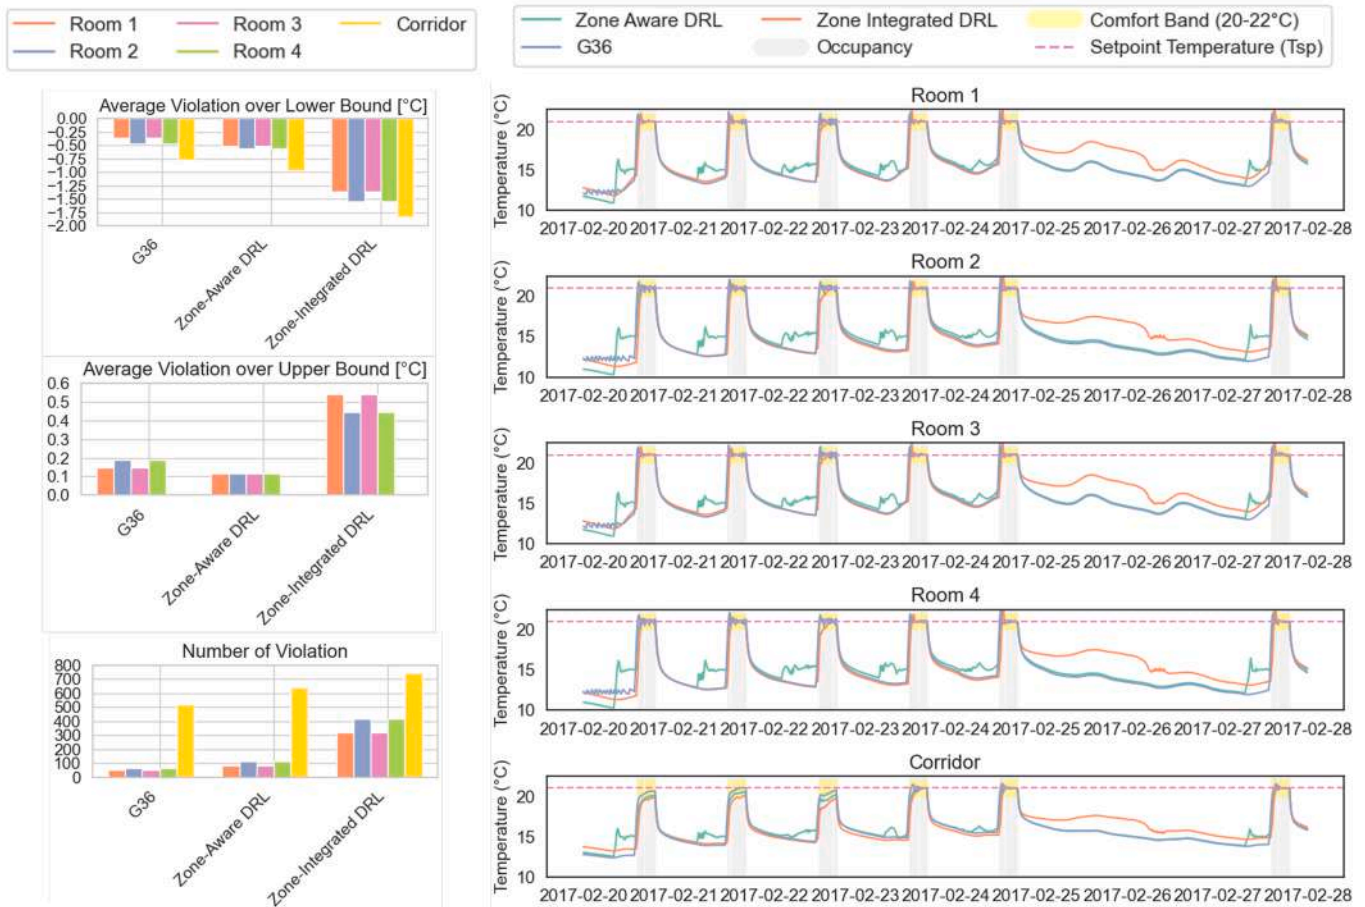 Room 1 Room 3 Corridor
Room 2 Room 4
Zone Aware DRL Zone Integrated DRL Comfort Band (20-22°C)
G36 Occupancy Setpoint Temperature (Tsp)
Average Violation over Lower Bound [°C]
0.00
−0.25
−0.50
−0.75
−1.00
−1.25
−1.50
−1.75
−2.00
G36
Zone-Aware DRL
Zone-Integrated DRL
Average Violation over Upper Bound [°C]
0.6
0.5
0.4
0.3
0.2
0.1
0.0
G36
Zone-Aware DRL
Zone-Integrated DRL
Number of Violation
800
700
600
500
400
300
200
100
0
G36
Zone-Aware DRL
Zone-Integrated DRL
Room 1
Temperature (°C)
20
15
10
2017-02-20 2017-02-21 2017-02-22 2017-02-23 2017-02-24 2017-02-25 2017-02-26 2017-02-27 2017-02-28
Room 2
Temperature (°C)
20
15
10
2017-02-20 2017-02-21 2017-02-22 2017-02-23 2017-02-24 2017-02-25 2017-02-26 2017-02-27 2017-02-28
Room 3
Temperature (°C)
20
15
10
2017-02-20 2017-02-21 2017-02-22 2017-02-23 2017-02-24 2017-02-25 2017-02-26 2017-02-27 2017-02-28
Room 4
Temperature (°C)
20
15
10
2017-02-20 2017-02-21 2017-02-22 2017-02-23 2017-02-24 2017-02-25 2017-02-26 2017-02-27 2017-02-28
Corridor
Temperature (°C)
20
15
10
2017-02-20 2017-02-21 2017-02-22 2017-02-23 2017-02-24 2017-02-25 2017-02-26 2017-02-27 2017-02-28